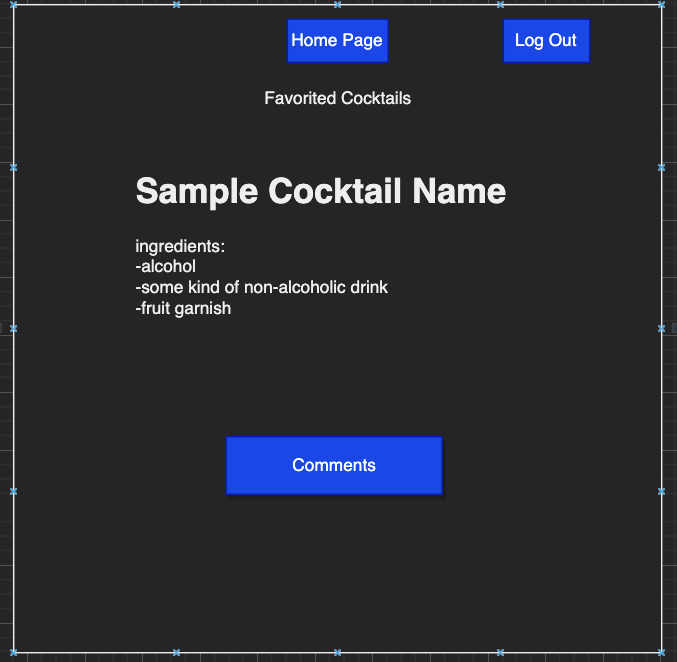 Home Page
Log Out
Favorited Cocktails
Sample Cocktail Name
ingredients:
-alcohol
-some kind of non-alcoholic drink
-fruit garnish
Comments